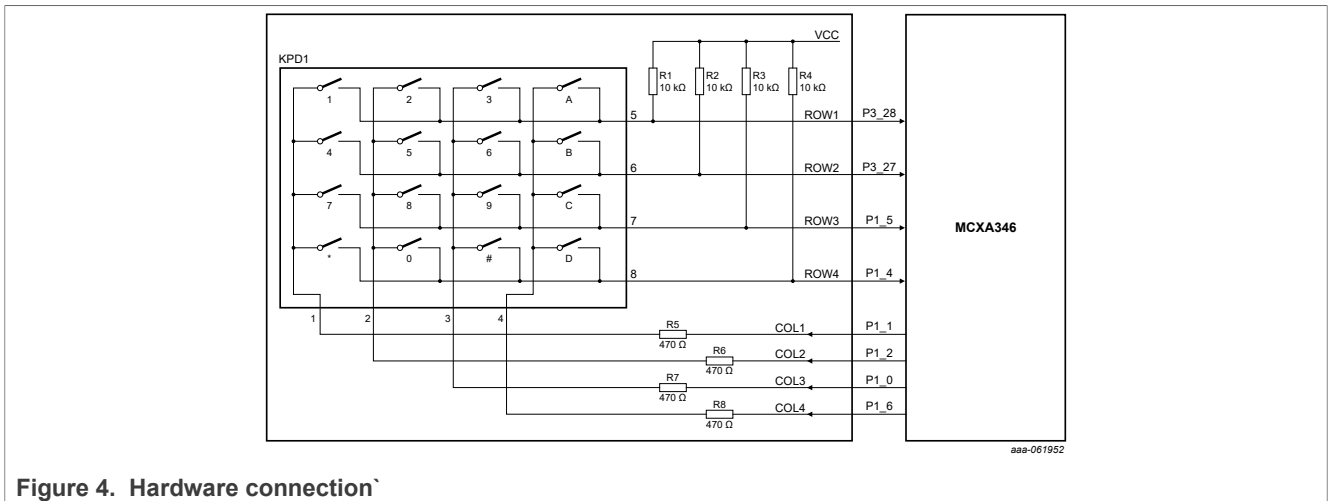 VCC
KPD1
R1 R2 R3 R4
10 kΩ 10 kΩ 10 kΩ 10 kΩ
1 2 3 A
5 ROW1 P3_28
4 5 6 B
6 ROW2 P3_27
7 8 9 C
7 ROW3 P1_5
MCXA346
* 0 # D
8 ROW4 P1_4
1 2 3 4
R5 COL1 P1_1
470 Ω
R6 COL2 P1_2
470 Ω
R7 COL3 P1_0
470 Ω
R8 COL4 P1_6
470 Ω
aaa-061952
Figure 4. Hardware connection`